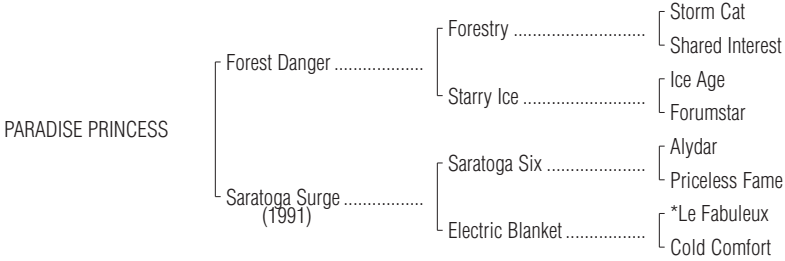 Storm Cat
Forestry ..........................
Shared Interest
Forest Danger ..................
Ice Age
Starry Ice ........................
Forumstar
PARADISE PRINCESS
Alydar
Saratoga Six ....................
Priceless Fame
Saratoga Surge ................
(1991)
*Le Fabuleux
Electric Blanket ................
Cold Comfort